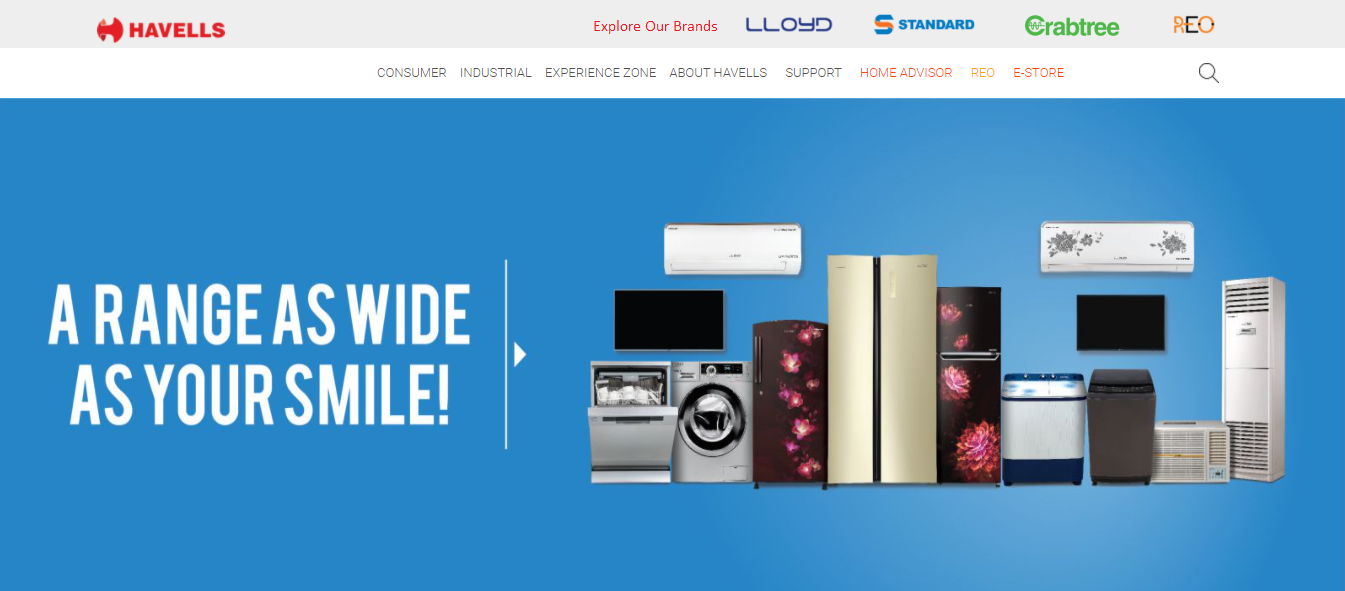 HAVELLS
Explore Our Brands LLOYD STANDARD Crabtree REO
CONSUMER INDUSTRIAL EXPERIENCE ZONE ABOUT HAVELLS SUPPORT HOME ADVISOR REO E-STORE
A RANGE AS WIDE
AS YOUR SMILE!